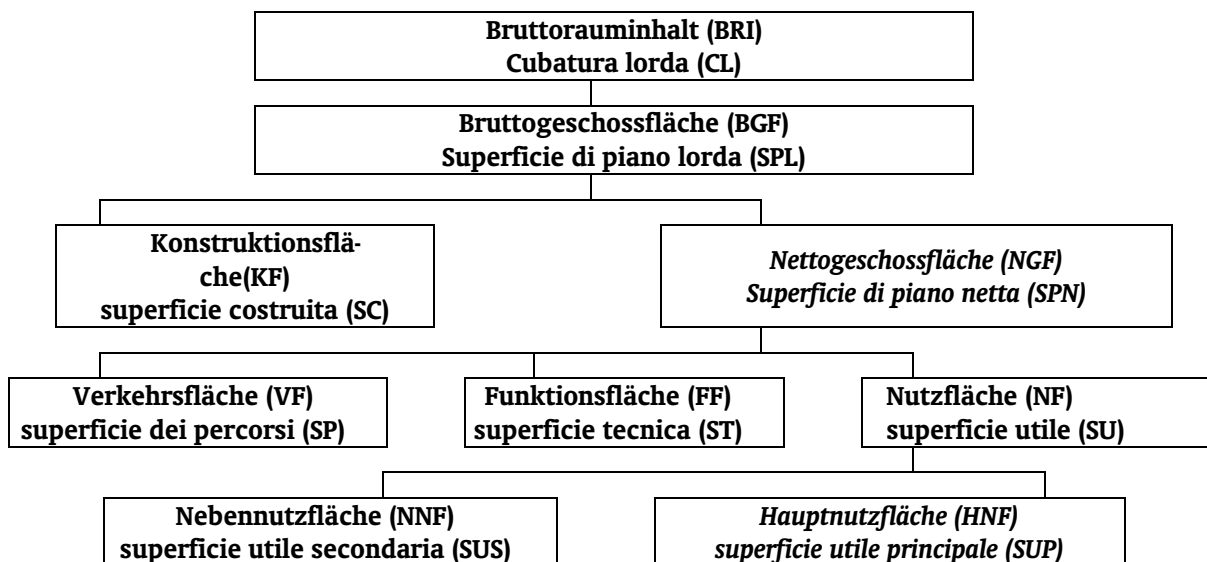 Bruttorauminhalt (BRI)
Cubatura lorda (CL)
Bruttogeschossfläche (BGF)
Superficie di piano lorda (SPL)
Konstruktionsflä-
che(KF)
superficie costruita (SC)
Nettogeschossfläche (NGF)
Superficie di piano netta (SPN)
Verkehrsfläche (VF)
superficie dei percorsi (SP)
Funktionsfläche (FF)
superficie tecnica (ST)
Nutzfläche (NF)
superficie utile (SU)
Nebennutzfläche (NNF)
superficie utile secondaria (SUS)
Hauptnutzfläche (HNF)
superficie utile principale (SUP)